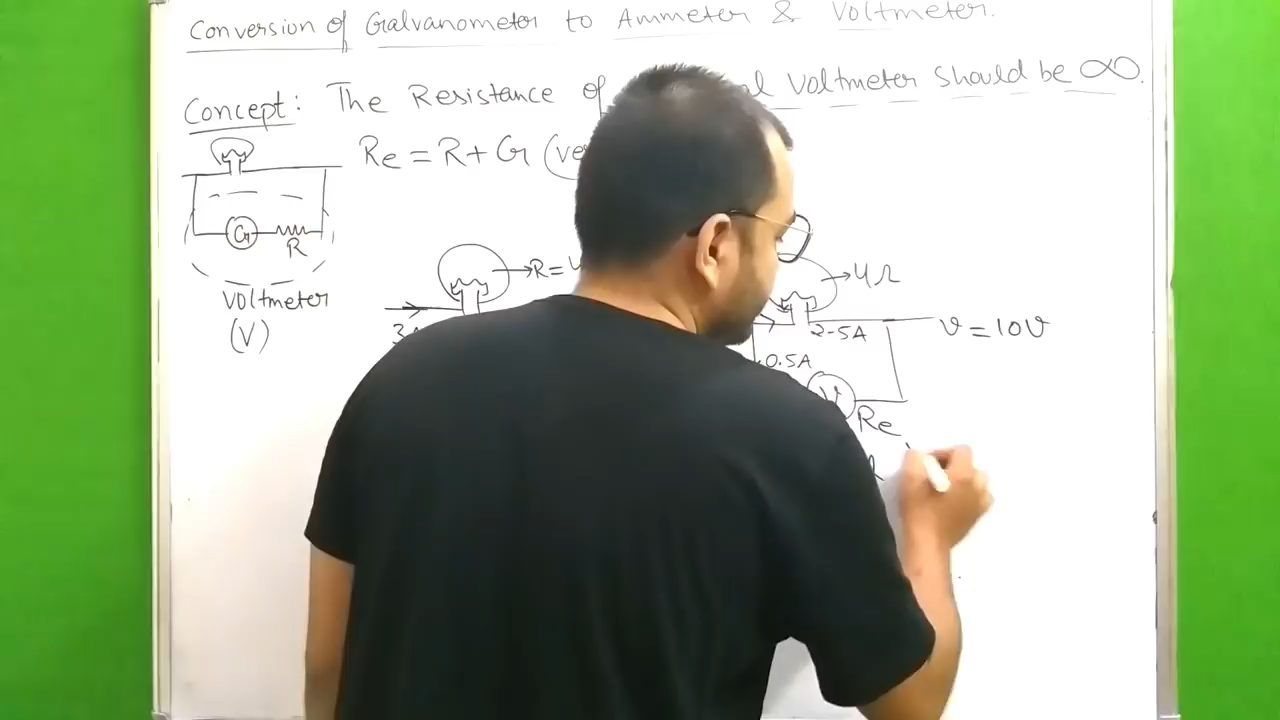 Conversion of Galvanometer to Ammeter & Voltmeter.
Concept: The Resistance of Voltmeter should be ∞.
Re = R + G
G
R
R =
4 Ω
Voltmeter
(V)
2.5A
V = 10V
0.5A
V
Re